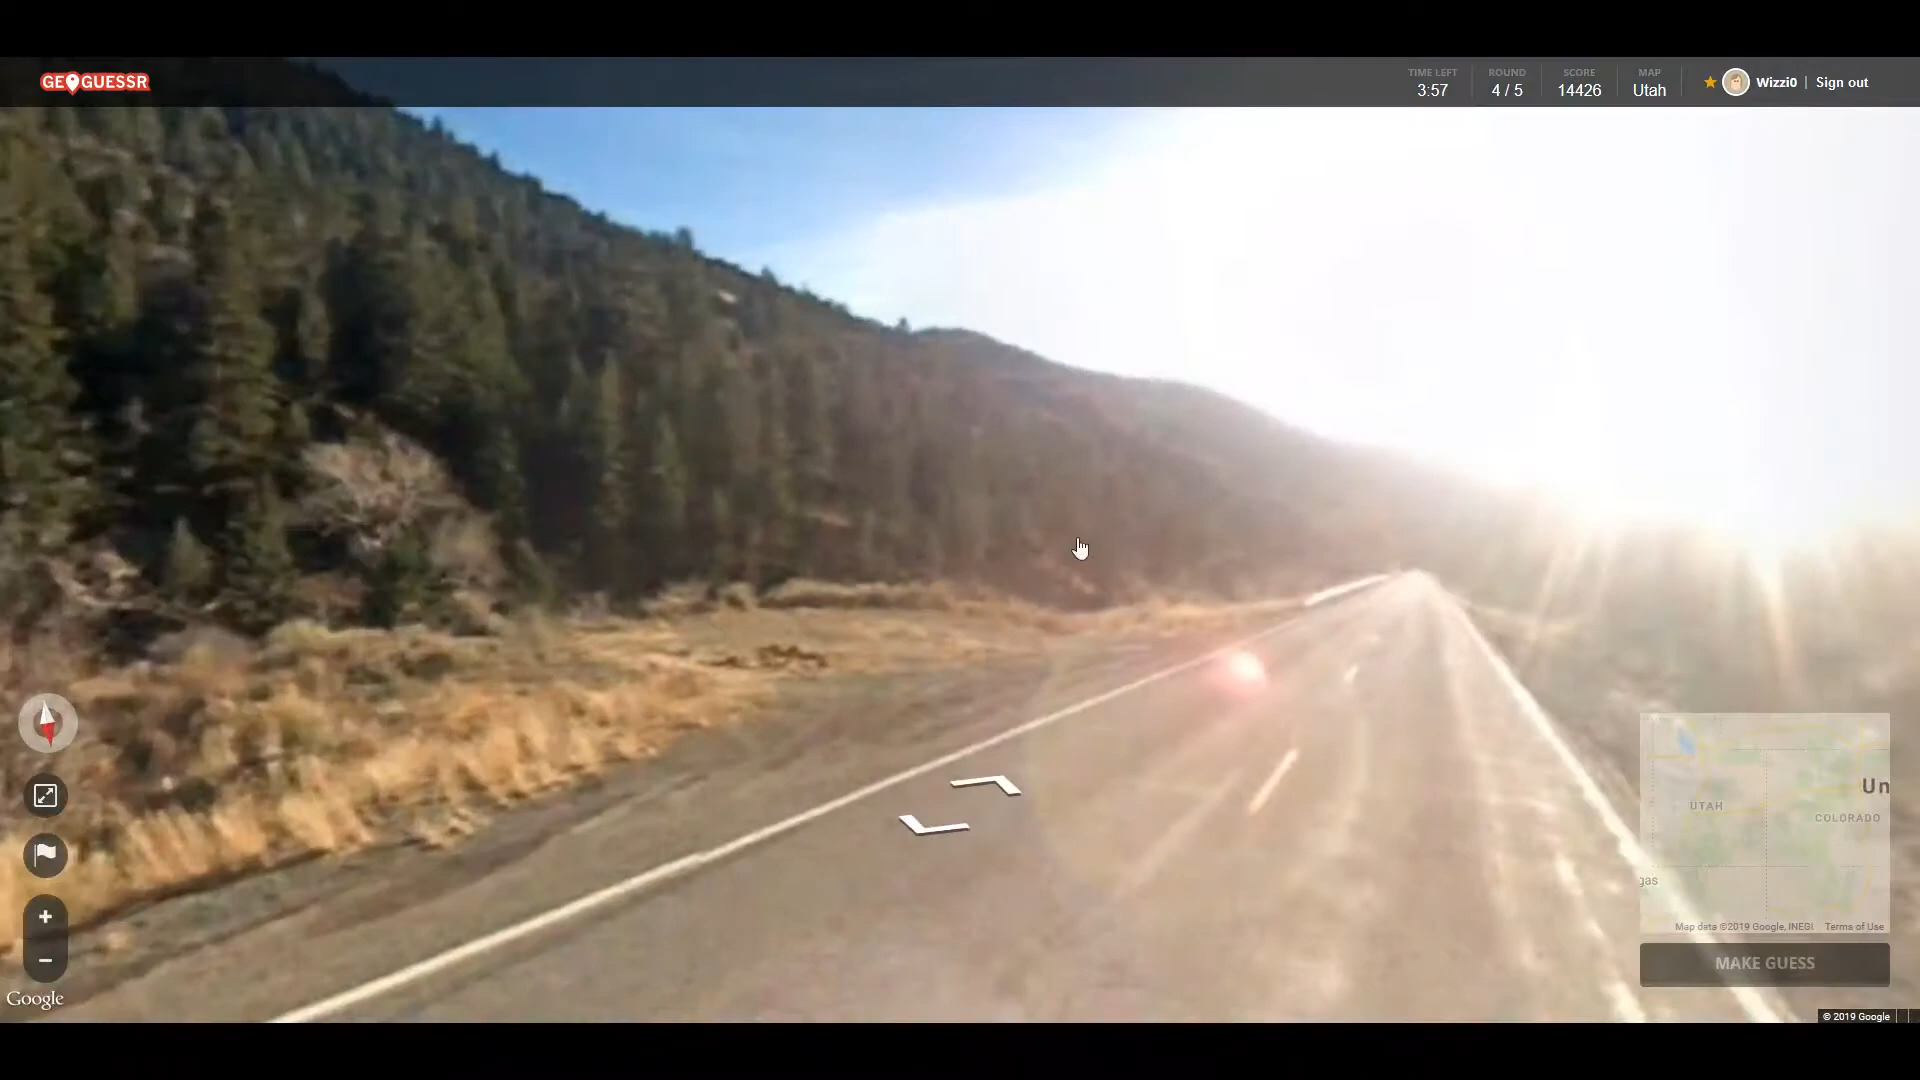 GEOGUESSR
TIME LEFT
3:57
ROUND
4 / 5
SCORE
14426
MAP
Utah
Wizzi0 | Sign out
Un
UTAH
COLORADO
gas
Map data ©2019 Google, INEGI
Terms of Use
MAKE GUESS
Google
© 2019 Google